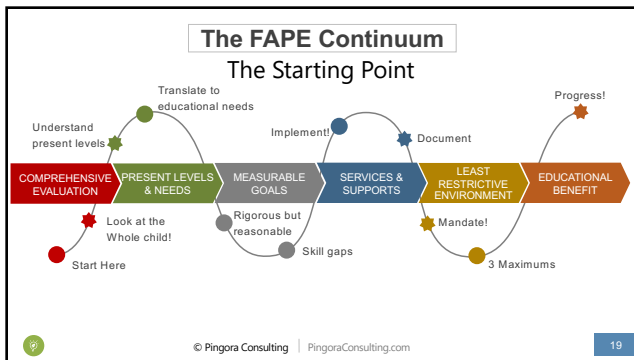 The FAPE Continuum
The Starting Point
Translate to
educational needs
Progress!
Understand
present levels
Implement!
Document
COMPREHENSIVE
EVALUATION
PRESENT LEVELS
& NEEDS
MEASURABLE
GOALS
SERVICES &
SUPPORTS
LEAST
RESTRICTIVE
ENVIRONMENT
EDUCATIONAL
BENEFIT
Look at the
Whole child!
Rigorous but
reasonable
Mandate!
Start Here
Skill gaps
3 Maximums
© Pingora Consulting | PingoraConsulting.com
19